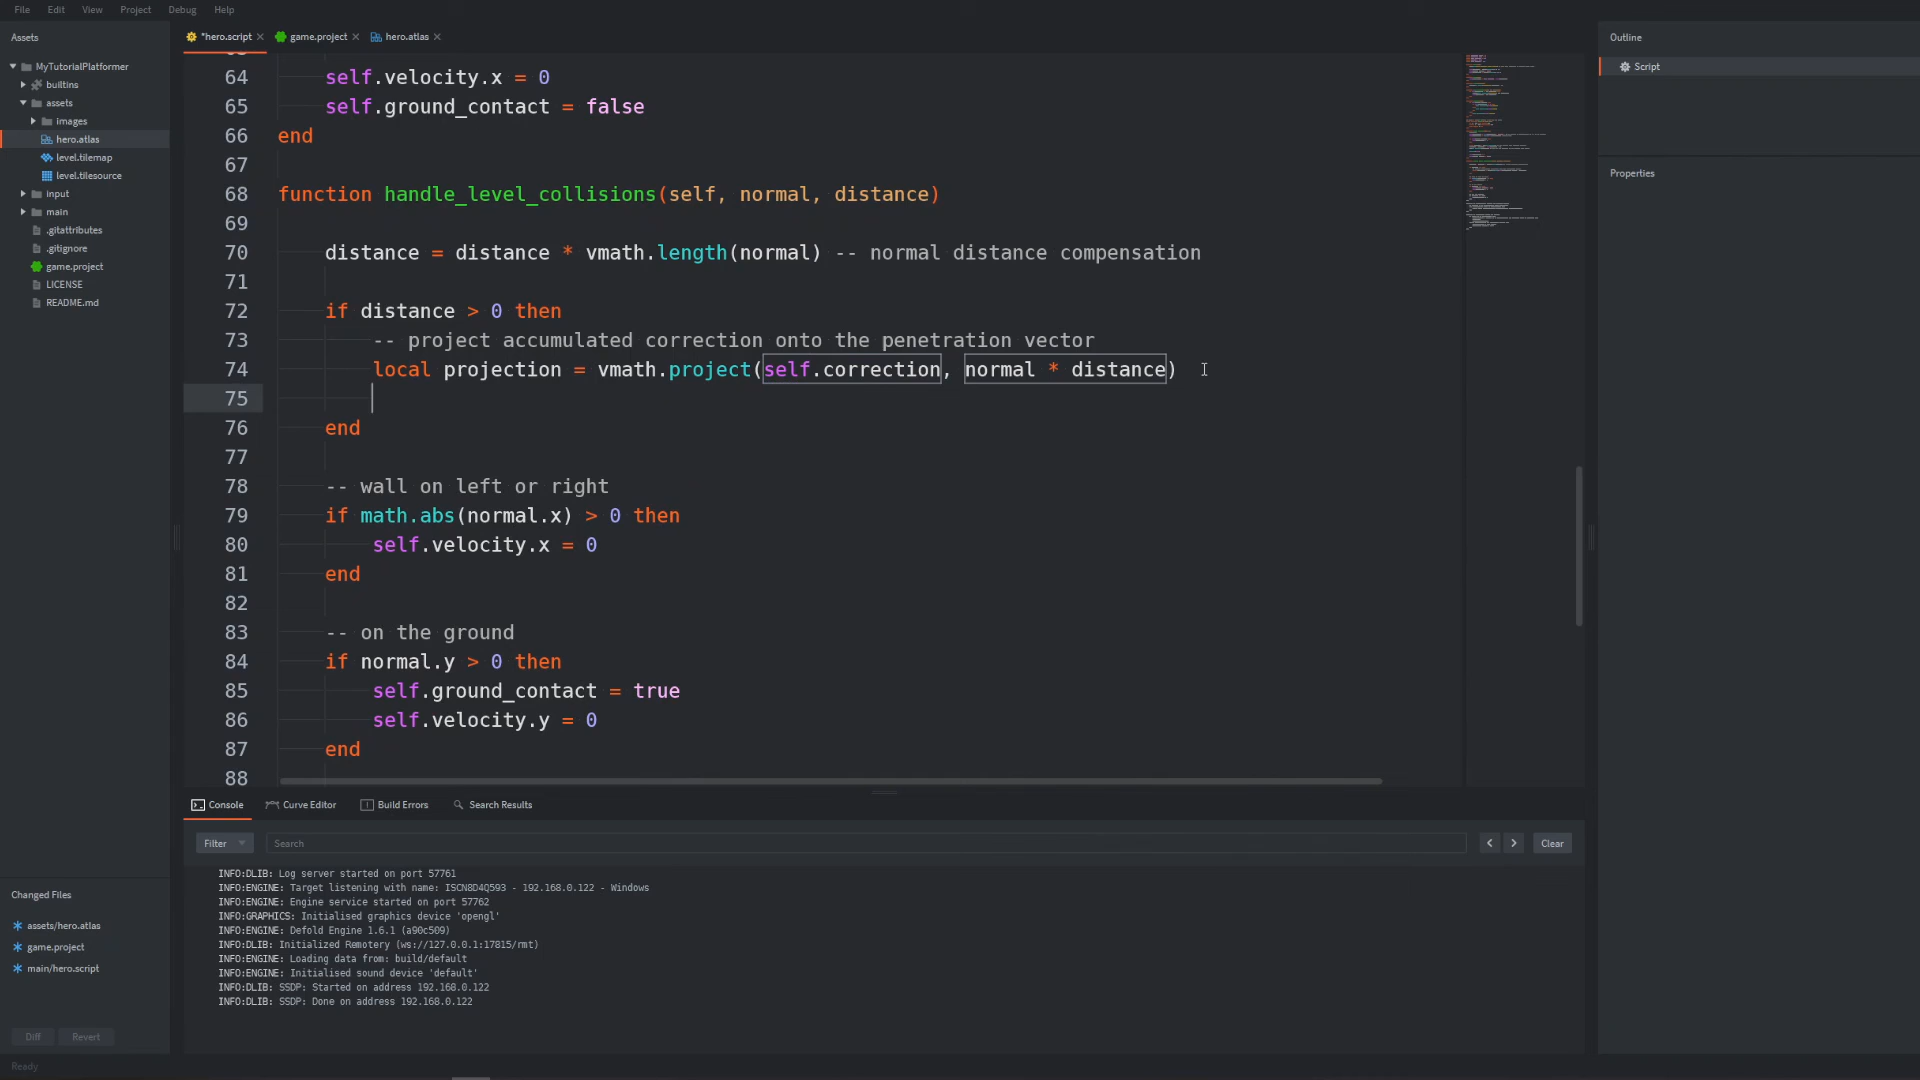 File Edit View Project Debug Help
Assets
*hero.script
game.project
hero.atlas
Outline
MyTutorialPlatformer
builtins
assets
images
hero.atlas
level.tilemap
level.tilesource
input
main
.gitattributes
.gitignore
game.project
LICENSE
README.md
64 self.velocity.x = 0
65 self.ground_contact = false
66 end
67
68 function handle_level_collisions(self, normal, distance)
69
70 distance = distance * vmath.length(normal) -- normal distance compensation
71
72 if distance > 0 then
73 -- project accumulated correction onto the penetration vector
74 local projection = vmath.project(self.correction, normal * distance)
75
76 end
77
78 -- wall on left or right
79 if math.abs(normal.x) > 0 then
80 self.velocity.x = 0
81 end
82
83 -- on the ground
84 if normal.y > 0 then
85 self.ground_contact = true
86 self.velocity.y = 0
87 end
88
Script
Properties
Console
Curve Editor
Build Errors
Search Results
Filter
Search
Clear
INFO:DLIB: Log server started on port 57761
INFO:ENGINE: Target listening with name: ISCN8D4Q593 - 192.168.0.122 - Windows
INFO:ENGINE: Engine service started on port 57762
INFO:GRAPHICS: Initialised graphics device 'opengl'
INFO:ENGINE: Defold Engine 1.6.1 (a90c509)
INFO:DLIB: Initialized Remotery (ws://127.0.0.1:17815/rmt)
INFO:ENGINE: Loading data from: build/default
INFO:ENGINE: Initialised sound device 'default'
INFO:DLIB: SSDP: Started on address 192.168.0.122
INFO:DLIB: SSDP: Done on address 192.168.0.122
Changed Files
assets/hero.atlas
game.project
main/hero.script
Diff
Revert
Ready